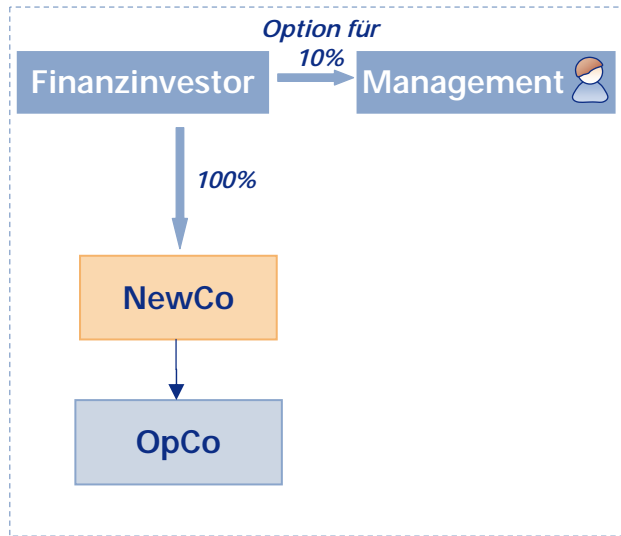 Option für
10%
Finanzinvestor
Management
100%
NewCo
OpCo